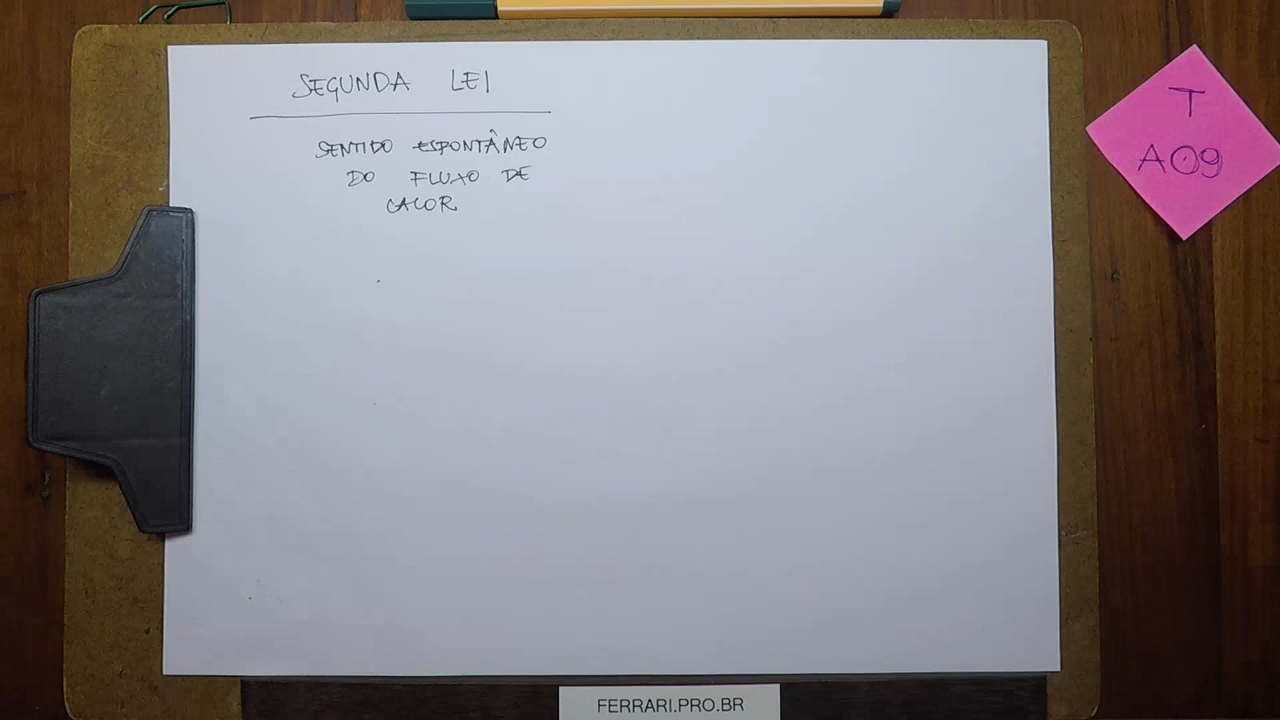 SEGUNDA LEI
SENTIDO ESPONTÂNEO
DO FLUXO DE
CALOR
T
A09
FERRARI.PRO.BR